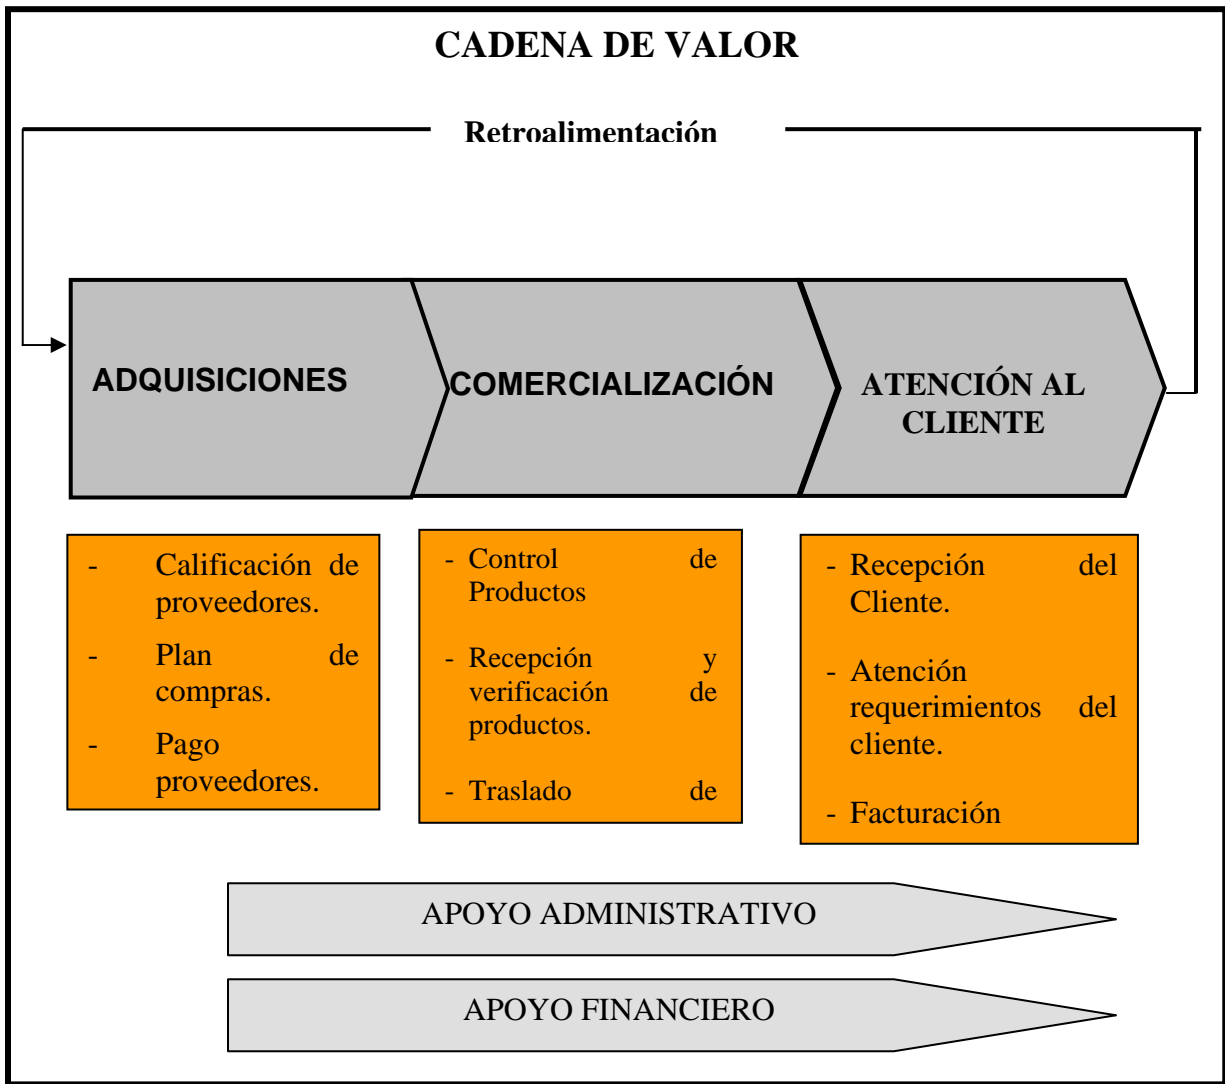 CADENA DE VALOR
Retroalimentación
ADQUISICIONES
COMERCIALIZACIÓN
ATENCIÓN AL
CLIENTE
- Calificación de
proveedores.
- Plan de
compras.
- Pago
proveedores.
- Control de
Productos
- Recepción y
verificación de
productos.
- Traslado de
- Recepción del
Cliente.
- Atención
requerimientos del
cliente.
- Facturación
APOYO ADMINISTRATIVO
APOYO FINANCIERO